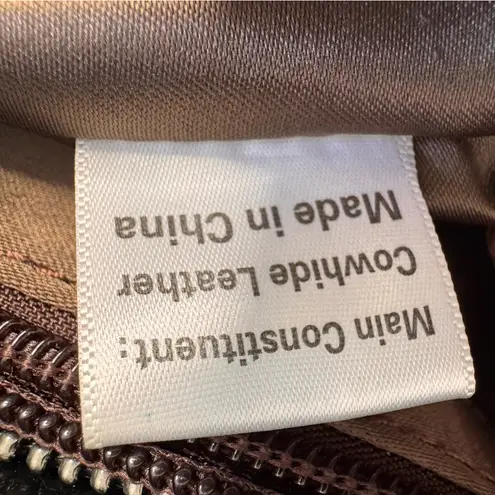 Main Constituent:
Cowhide Leather
Made in China